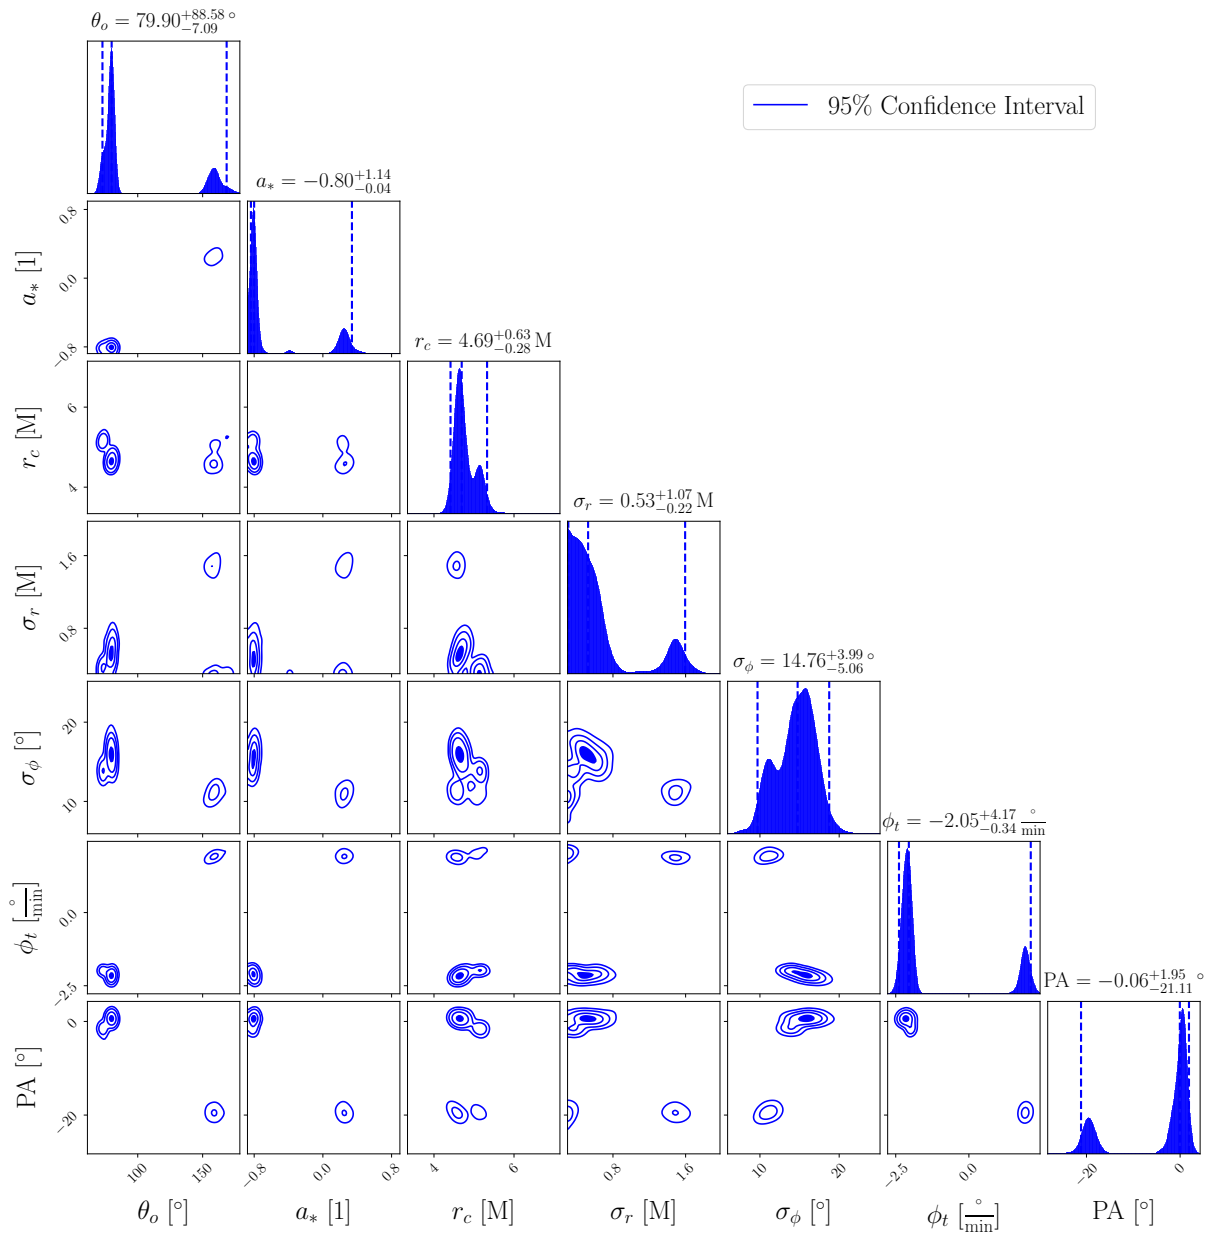 θ_o = 79.90^{+88.58}_{-7.09}°
95% Confidence Interval
a_* = −0.80^{+1.14}_{-0.04}
0.8
0.0
−0.8
a_* [1]
r_c = 4.69^{+0.63}_{-0.28} M
6
4
r_c [M]
σ_r = 0.53^{+1.07}_{-0.22} M
1.6
0.8
σ_r [M]
σ_ϕ = 14.76^{+3.99}_{-5.06}°
20
10
σ_ϕ [°]
ϕ_t = −2.05^{+4.17}_{-0.34} °/min
0.0
−2.5
ϕ_t [°/min]
PA = −0.06^{+1.95}_{-21.11}°
0
−20
PA [°]
100 150 −0.8 0.0 0.8 4 6 0.8 1.6 10 20 −2.5 0.0 −20 0
θ_o [°] a_* [1] r_c [M] σ_r [M] σ_ϕ [°] ϕ_t [°/min] PA [°]